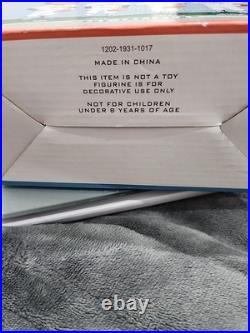 1202-1931-1017
MADE IN CHINA
THIS ITEM IS NOT A TOY
FIGURINE IS FOR
DECORATIVE USE ONLY
NOT FOR CHILDREN
UNDER 8 YEARS OF AGE